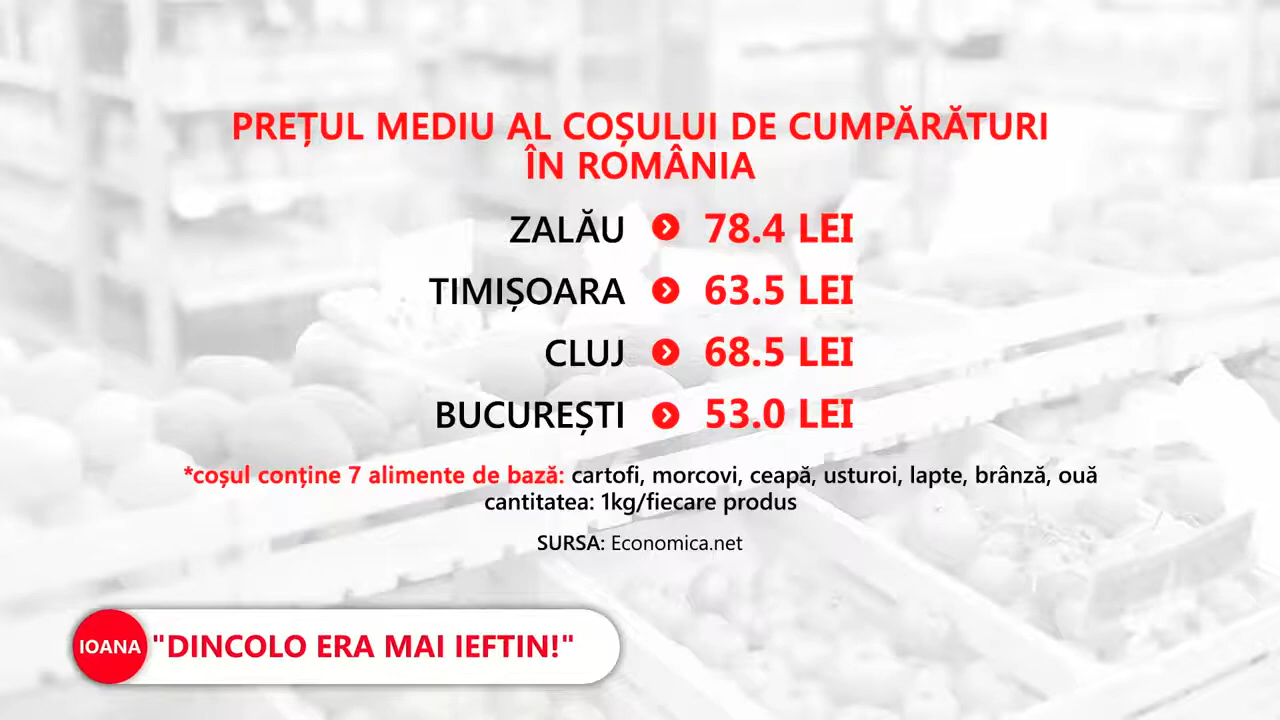 PREȚUL MEDIU AL COȘULUI DE CUMPĂRĂTURI
ÎN ROMÂNIA
ZALĂU 78.4 LEI
TIMIȘOARA 63.5 LEI
CLUJ 68.5 LEI
BUCUREȘTI 53.0 LEI
*coșul conține 7 alimente de bază: cartofi, morcovi, ceapă, usturoi, lapte, brânză, ouă
cantitatea: 1kg/fiecare produs
SURSA: Economica.net
IOANA "DINCOLO ERA MAI IEFTIN!"